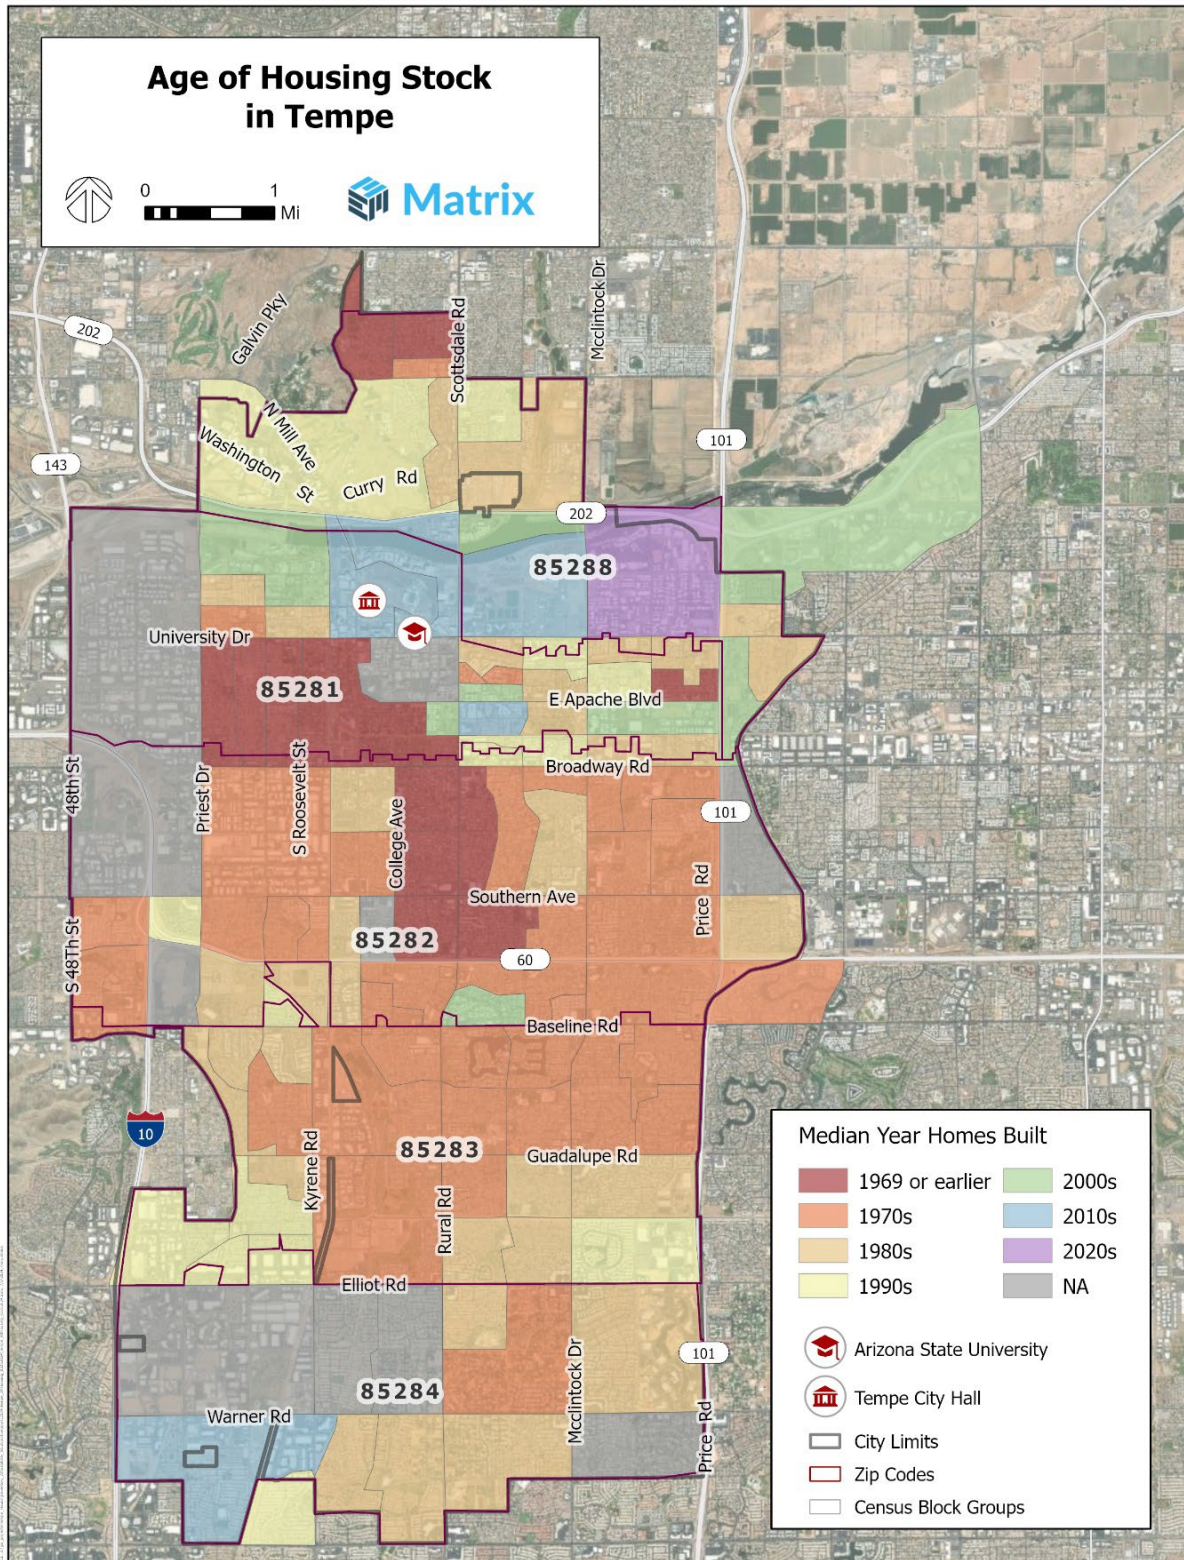 Age of Housing Stock
in Tempe
0 1
Mi
Matrix
Galvin Pky
Scottsdale Rd
Mcclintock Dr
202
101
143
N Mill Ave
Washington St
Curry Rd
202
85288
University Dr
85281
E Apache Blvd
48th St
Priest Dr
S Roosevelt St
Broadway Rd
College Ave
101
Price Rd
Southern Ave
S 48Th St
85282
60
Baseline Rd
10
Kyrene Rd
85283
Guadalupe Rd
Rural Rd
Elliot Rd
Mcclintock Dr
101
85284
Warner Rd
Price Rd
Median Year Homes Built
1969 or earlier
1970s
1980s
1990s
2000s
2010s
2020s
NA
Arizona State University
Tempe City Hall
City Limits
Zip Codes
Census Block Groups